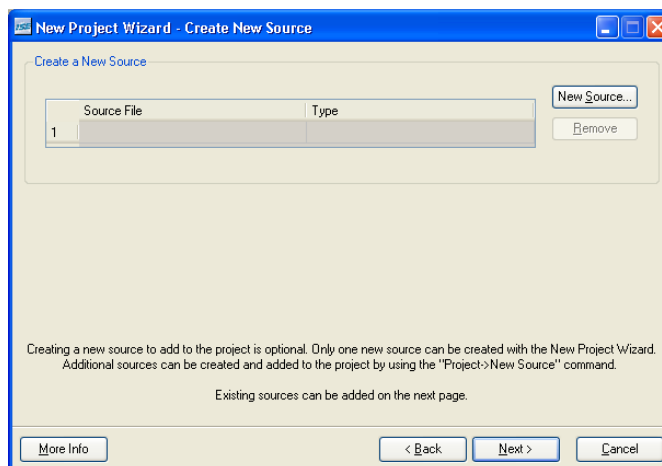 New Project Wizard - Create New Source
Create a New Source
Source File Type
1
New Source...
Remove
Creating a new source to add to the project is optional. Only one new source can be created with the New Project Wizard.
Additional sources can be created and added to the project by using the "Project->New Source" command.
Existing sources can be added on the next page.
More Info < Back Next > Cancel